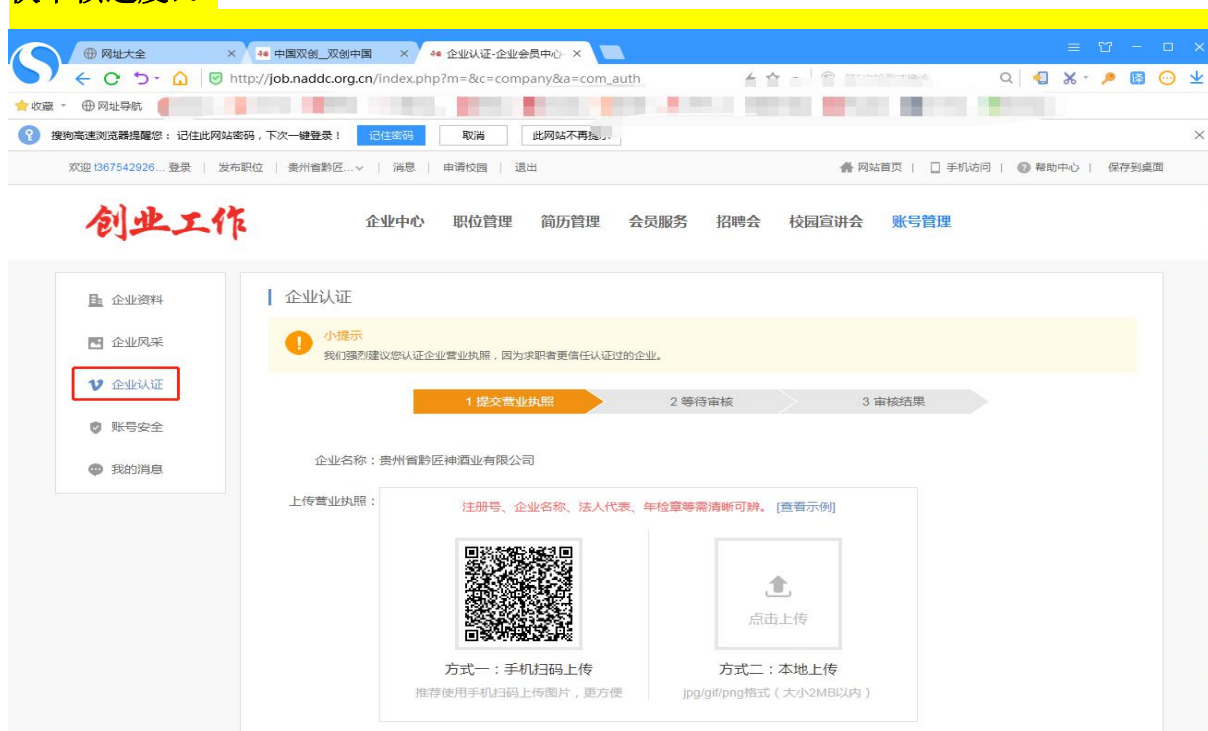 网址大全
中国双创_双创中国
企业认证-企业会员中心-
http://job.naddc.org.cn/index.php?m=&c=company&a=com_auth
收藏
网址导航
搜狗高速浏览器提醒您：记住此网站密码，下次一键登录！
记住密码
取消
此网站不再提示
欢迎 t367542926... 登录 | 发布职位 | 贵州省黔匠... | 消息 | 申请校园 | 退出
网站首页 | 手机访问 | 帮助中心 | 保存到桌面
创业工作
企业中心 职位管理 简历管理 会员服务 招聘会 校园宣讲会 账号管理
企业资料
企业风采
企业认证
账号安全
我的消息
企业认证
小提示
我们强烈建议您认证企业营业执照，因为求职者更信任认证过的企业。
1 提交营业执照
2 等待审核
3 审核结果
企业名称：贵州省黔匠神酒业有限公司
上传营业执照：
注册号、企业名称、法人代表、年检章等需清晰可辨。 [查看示例]
点击上传
方式一：手机扫码上传
推荐使用手机扫码上传图片，更方便
方式二：本地上传
jpg/gif/png格式（大小2MB以内）